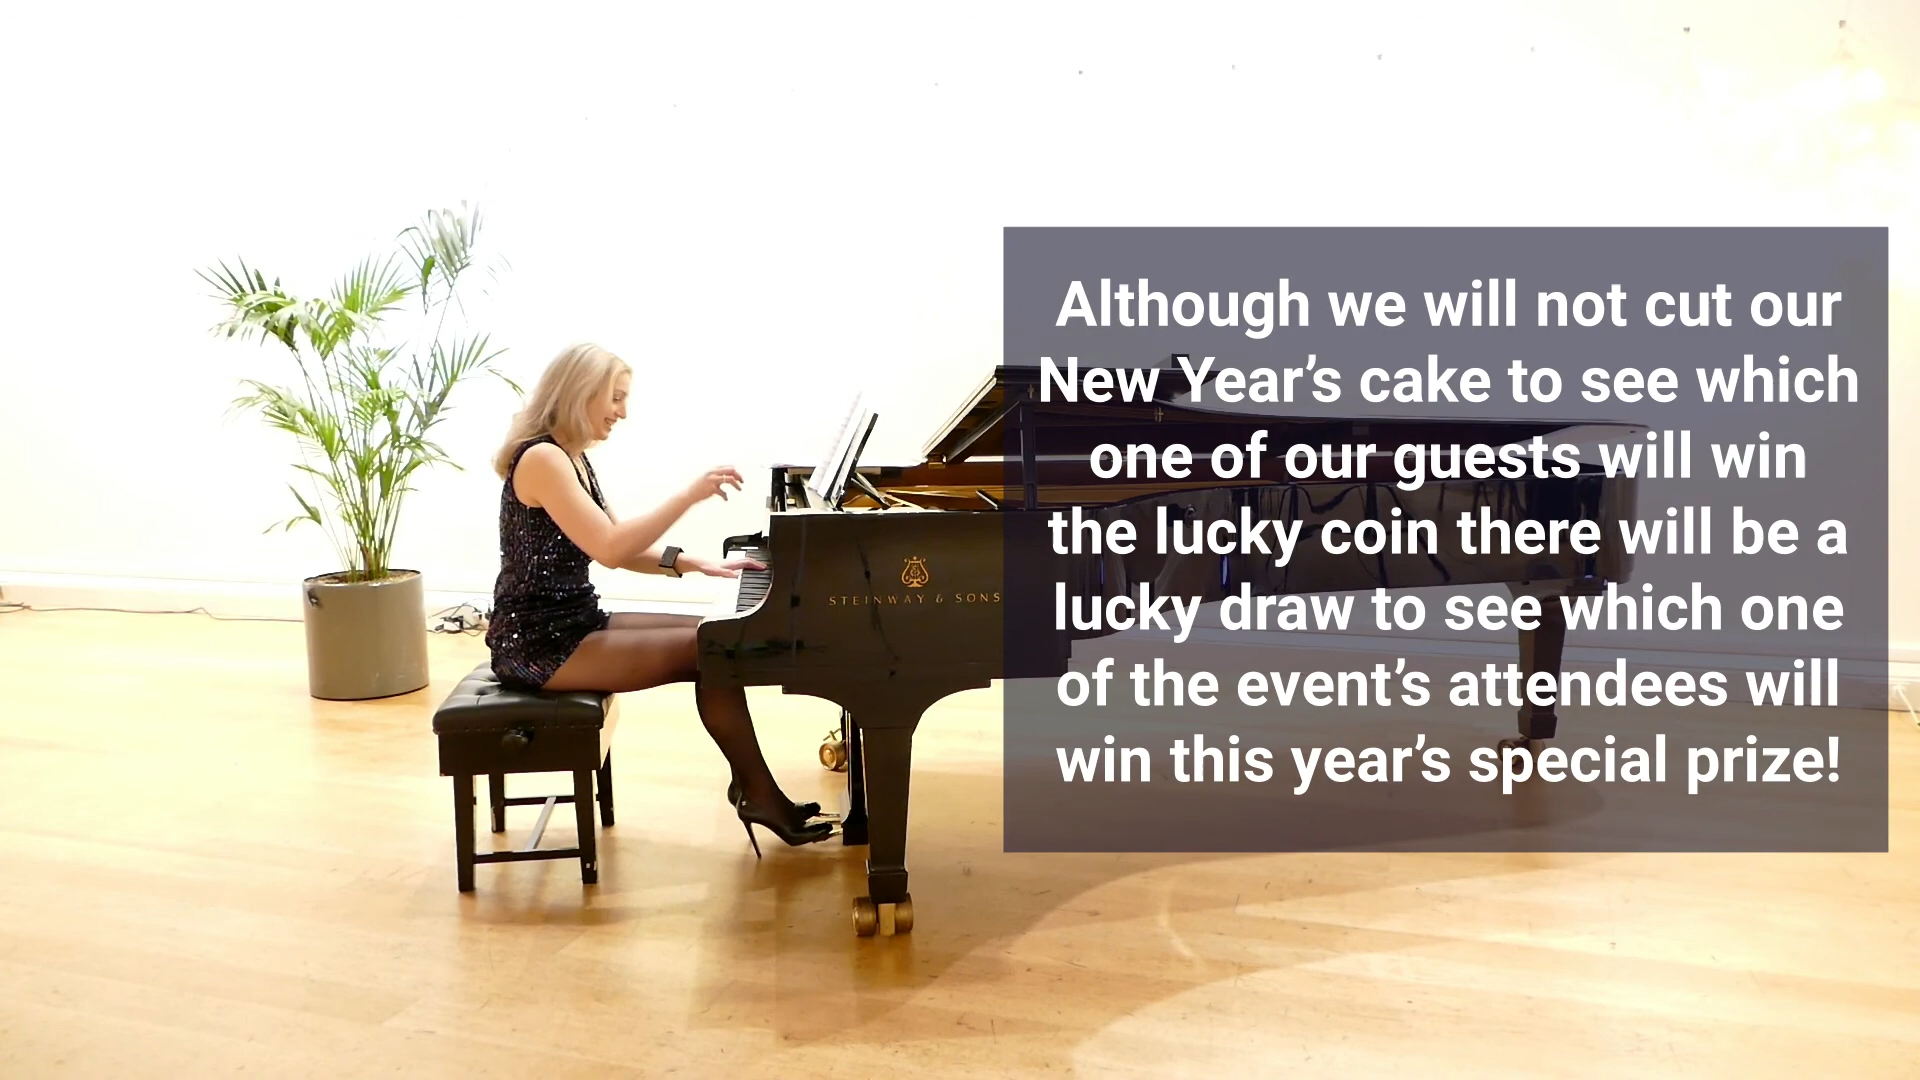 Although we will not cut our
New Year’s cake to see which
one of our guests will win
the lucky coin there will be a
lucky draw to see which one
of the event’s attendees will
win this year’s special prize!
STEINWAY & SONS